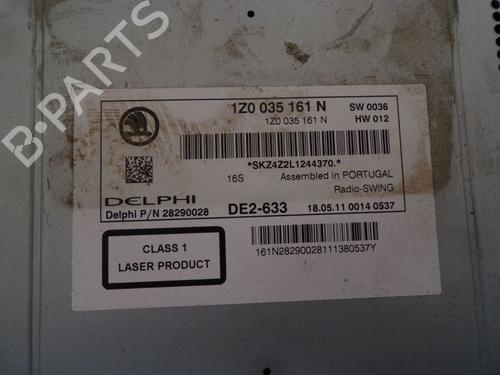 B-PARTS
1Z0 035 161 N SW 0036
1Z0 035 161 N HW 012
*SKZ4Z2L1244370.*
16S Assembled in PORTUGAL
Radio-SWING
DELPHI
Delphi P/N 28290028 DE2-633 18.05.11 0014 0537
CLASS 1
LASER PRODUCT
161N28290028111380537Y